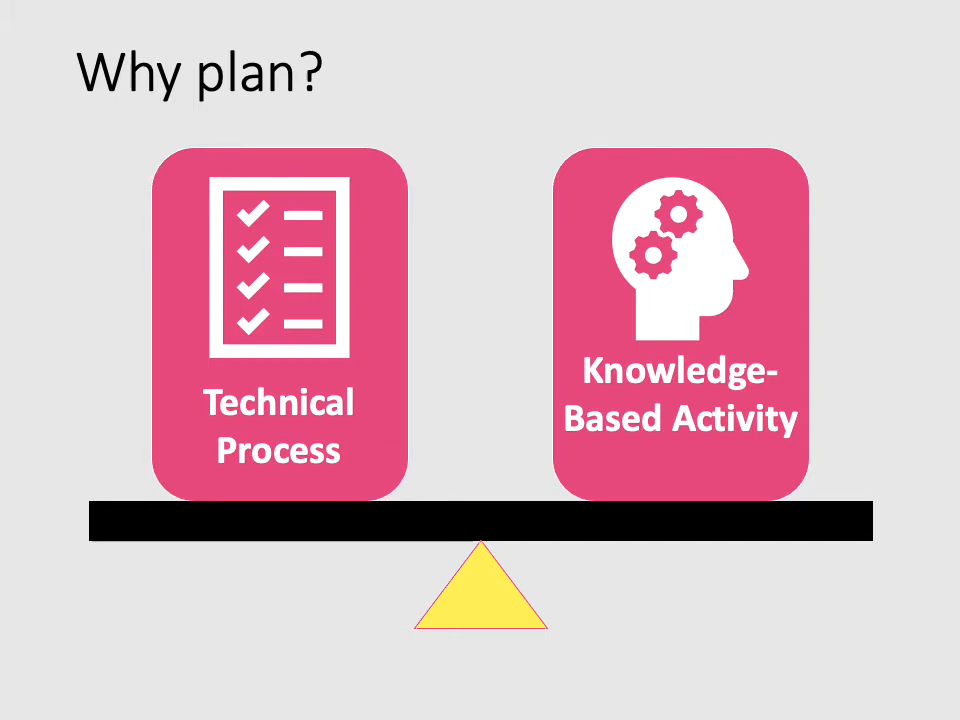 Why plan?
Technical
Process
Knowledge-
Based Activity